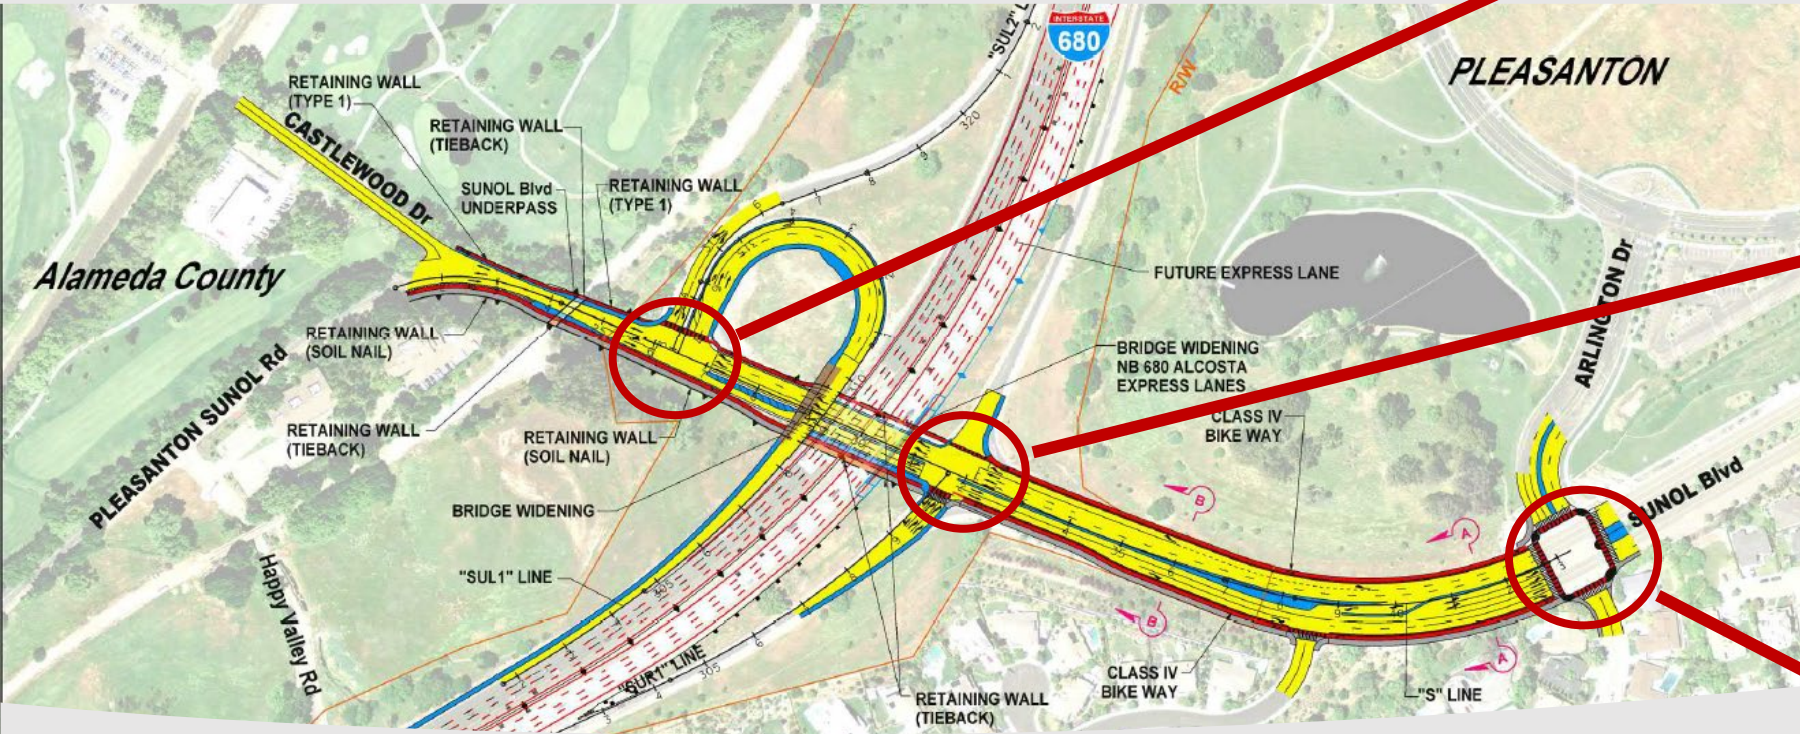 INTERSTATE
680
PLEASANTON
"SUL2" L
R/W
320
RETAINING WALL
(TYPE 1)
CASTLEWOOD Dr
RETAINING WALL
(TIEBACK)
SUNOL Blvd
UNDERPASS
RETAINING WALL
(TYPE 1)
Alameda County
FUTURE EXPRESS LANE
ARLINGTON Dr
RETAINING WALL
(SOIL NAIL)
BRIDGE WIDENING
NB 680 ALCOSTA
EXPRESS LANES
PLEASANTON SUNOL Rd
RETAINING WALL
(TIEBACK)
RETAINING WALL
(SOIL NAIL)
CLASS IV
BIKE WAY
SUNOL Blvd
BRIDGE WIDENING
B
A
Happy Valley Rd
"SUL1" LINE
305
B
A
"SUR1" LINE
305
CLASS IV
BIKE WAY
RETAINING WALL
(TIEBACK)
"S" LINE